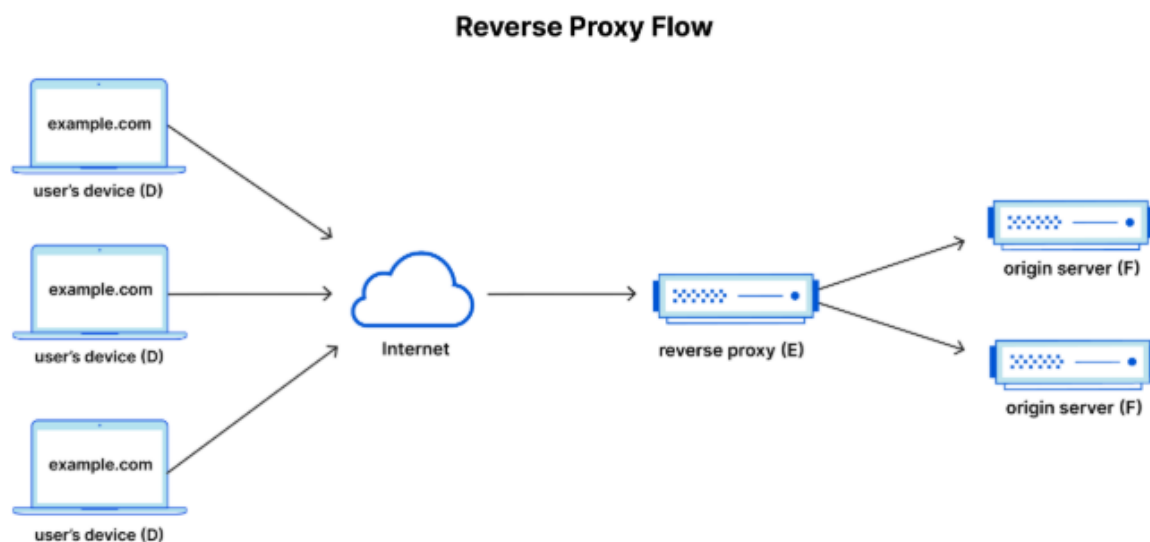 Reverse Proxy Flow
example.com
user's device (D)
example.com
user's device (D)
example.com
user's device (D)
Internet
reverse proxy (E)
origin server (F)
origin server (F)